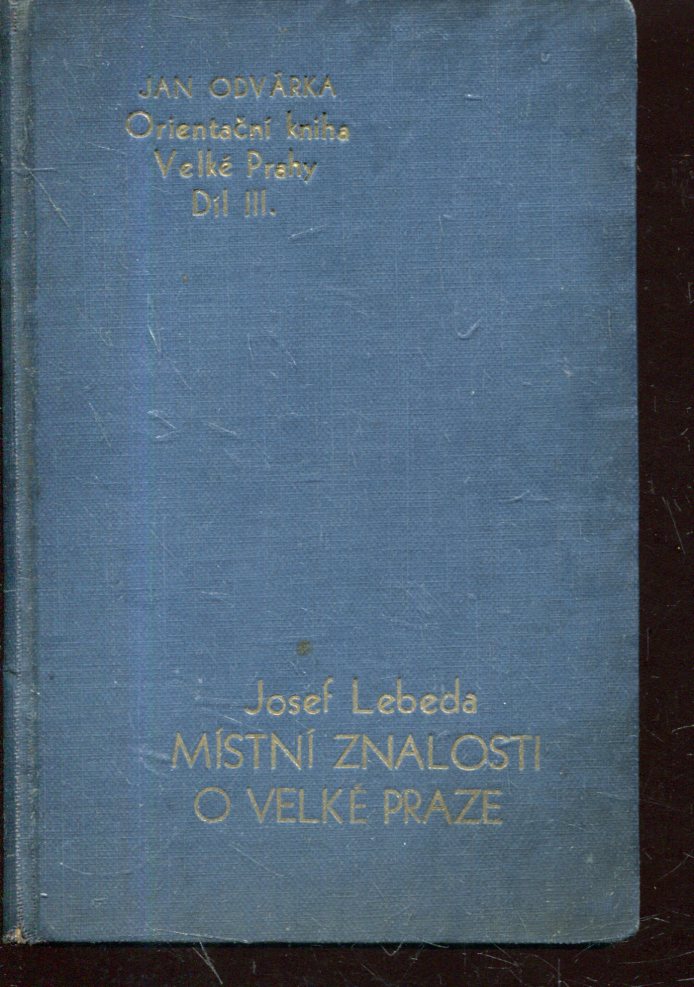 JAN ODVÁRKA
Orientační kniha
Velké Prahy
Díl III.
Josef Lebeda
MÍSTNÍ ZNALOSTI
O VELKÉ PRAZE